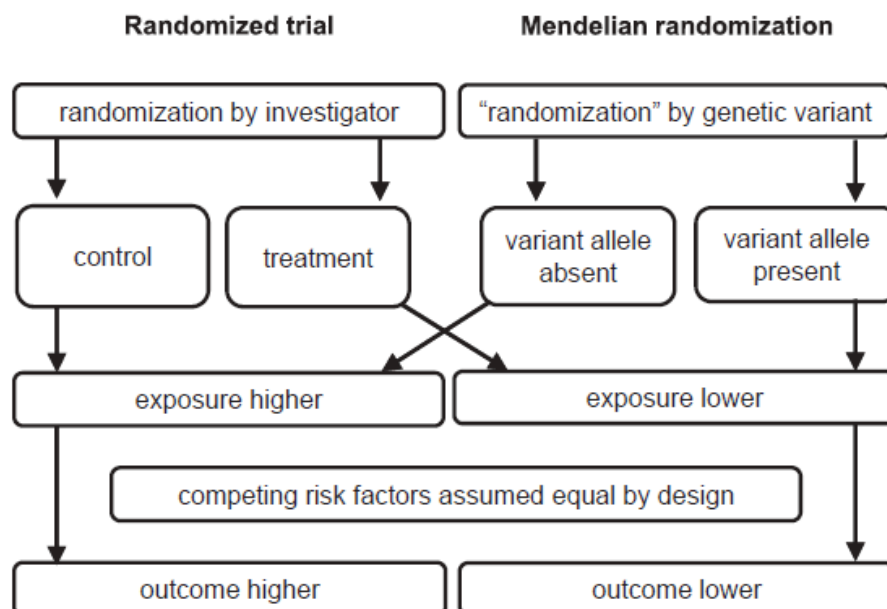 Randomized trial
Mendelian randomization
randomization by investigator
“randomization” by genetic variant
control
treatment
variant allele
absent
variant allele
present
exposure higher
exposure lower
competing risk factors assumed equal by design
outcome higher
outcome lower